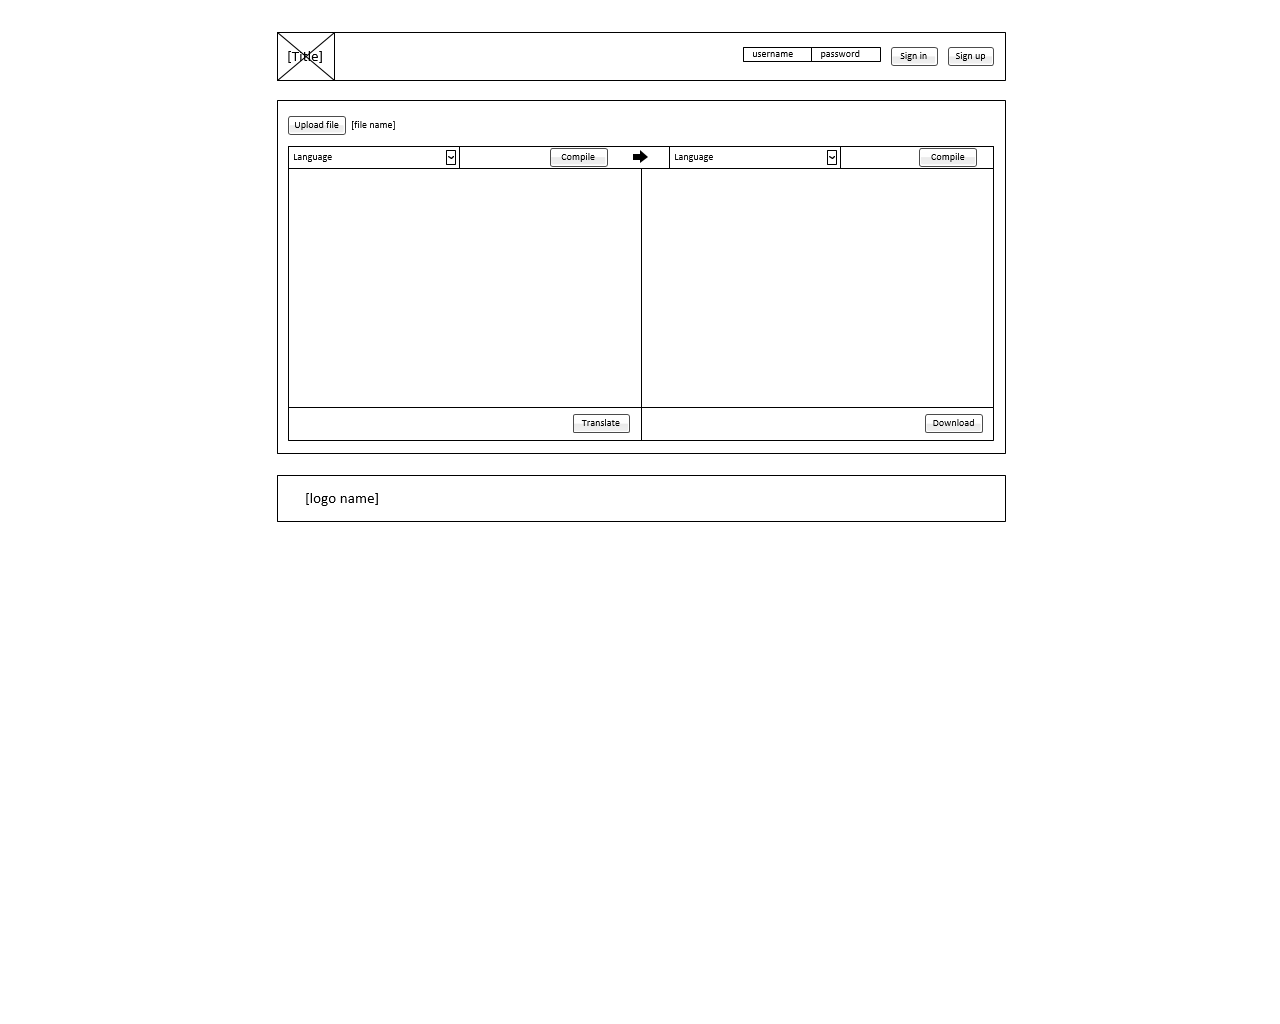 [Title]
username password Sign in Sign up
Upload file [file name]
Language Compile Language Compile
Translate Download
[logo name]